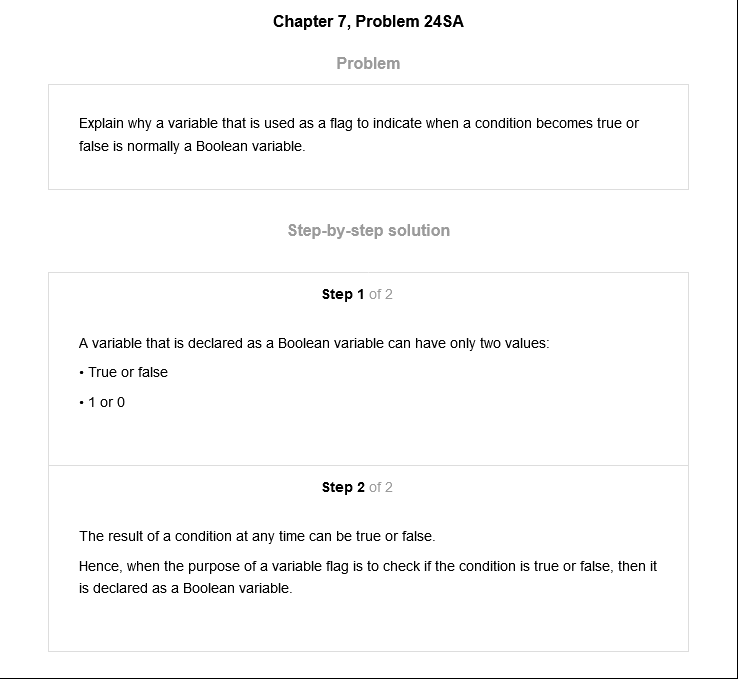 Chapter 7, Problem 24SA
Problem
Explain why a variable that is used as a flag to indicate when a condition becomes true or
false is normally a Boolean variable.
Step-by-step solution
Step 1 of 2
A variable that is declared as a Boolean variable can have only two values:
• True or false
• 1 or 0
Step 2 of 2
The result of a condition at any time can be true or false.
Hence, when the purpose of a variable flag is to check if the condition is true or false, then it
is declared as a Boolean variable.